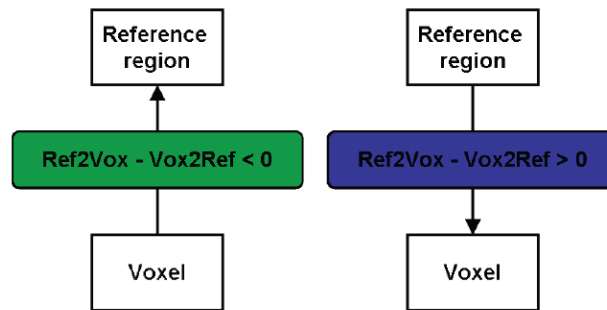 Reference
region
Ref2Vox - Vox2Ref < 0
Voxel
Reference
region
Ref2Vox - Vox2Ref > 0
Voxel